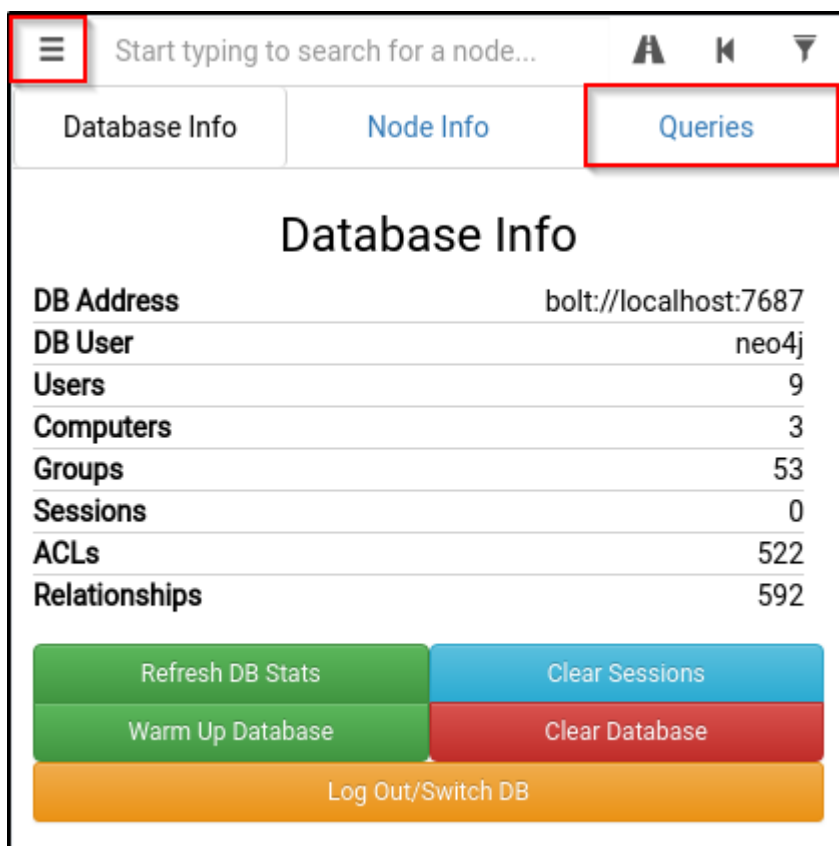 Start typing to search for a node...
Database Info Node Info Queries
Database Info
DB Address bolt://localhost:7687
DB User neo4j
Users 9
Computers 3
Groups 53
Sessions 0
ACLs 522
Relationships 592
Refresh DB Stats Clear Sessions
Warm Up Database Clear Database
Log Out/Switch DB